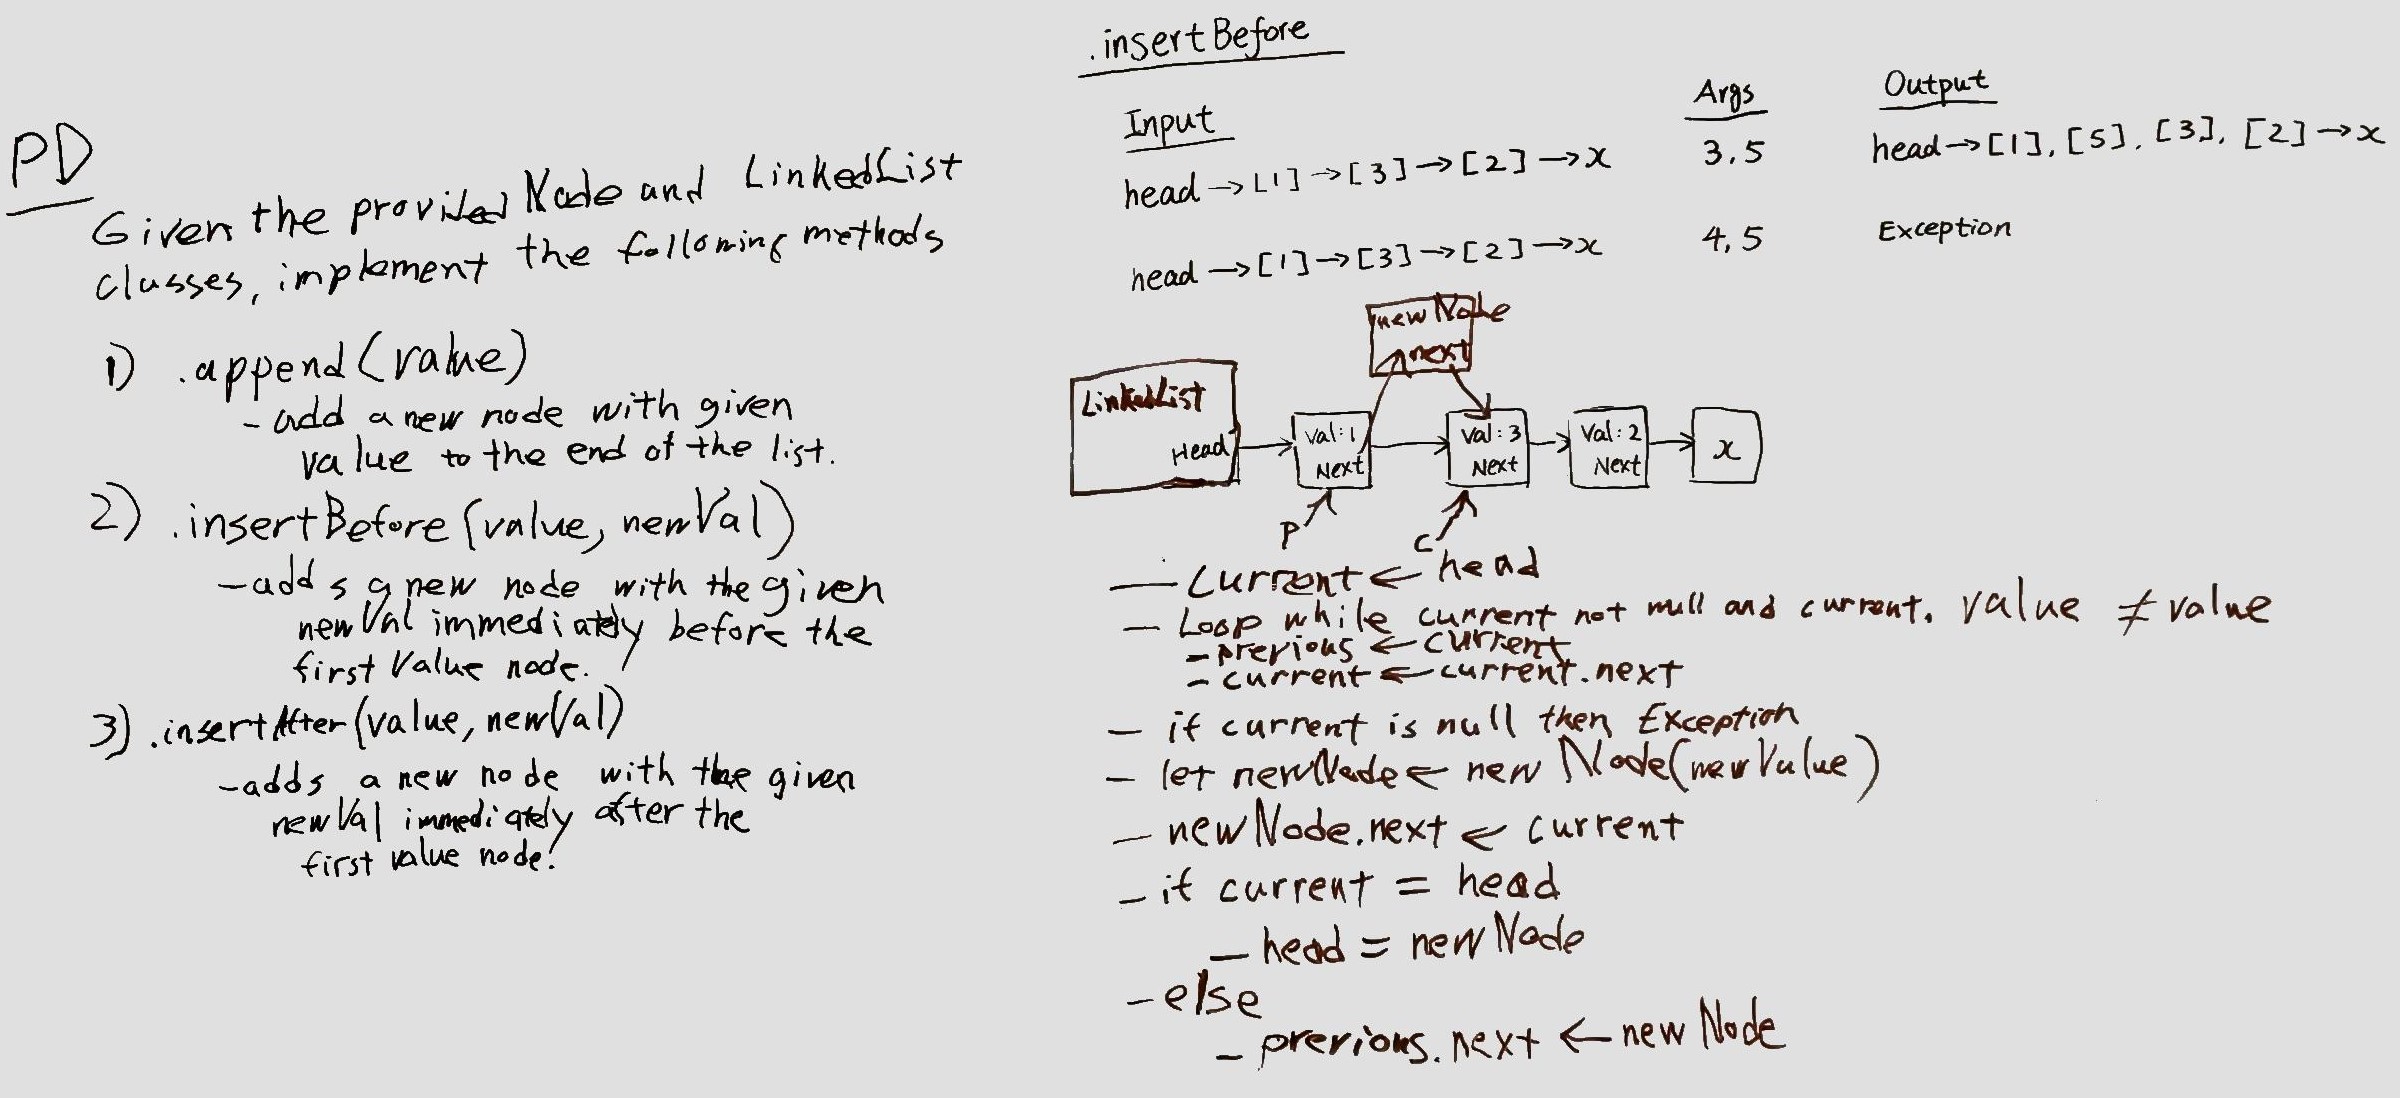 PD
Given the provided Node and LinkedList
classes, implement the following methods
1) .append(value)
- add a new node with given
value to the end of the list.
2) .insertBefore(value, newVal)
- adds a new node with the given
newVal immediately before the
first Value node.
3) .insertAfter(value, newVal)
- adds a new node with the given
newVal immediately after the
first value node.
.insertBefore
Input Args Output
head → [1] → [3] → [2] → x 3, 5 head → [1], [5], [3], [2] → x
head → [1] → [3] → [2] → x 4, 5 Exception
newNode
next
LinkedList
Head
Val:1
Next
Val:3
Next
Val:2
Next
x
P
C
- Current ← head
- Loop while current not null and current.value ≠ value
- previous ← current
- current ← current.next
- if current is null then Exception
- let newNode ← new Node(newValue)
- newNode.next ← current
- if current = head
- head = newNode
- else
- previous.next ← newNode